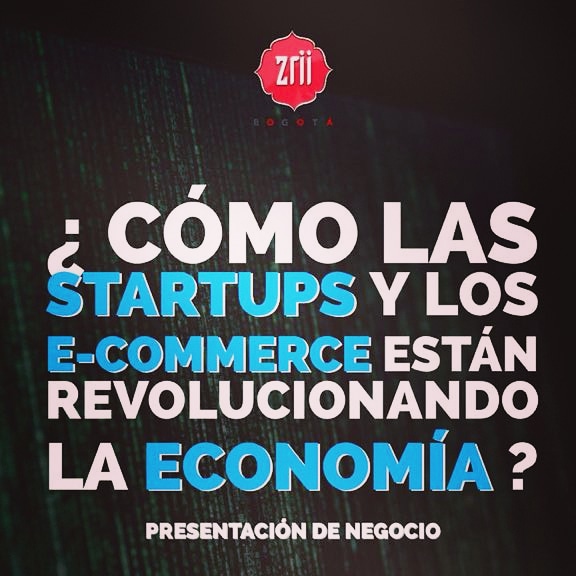 zrii
BOGOTÁ
¿ CÓMO LAS
STARTUPS Y LOS
E-COMMERCE ESTÁN
REVOLUCIONANDO
LA ECONOMÍA ?
PRESENTACIÓN DE NEGOCIO